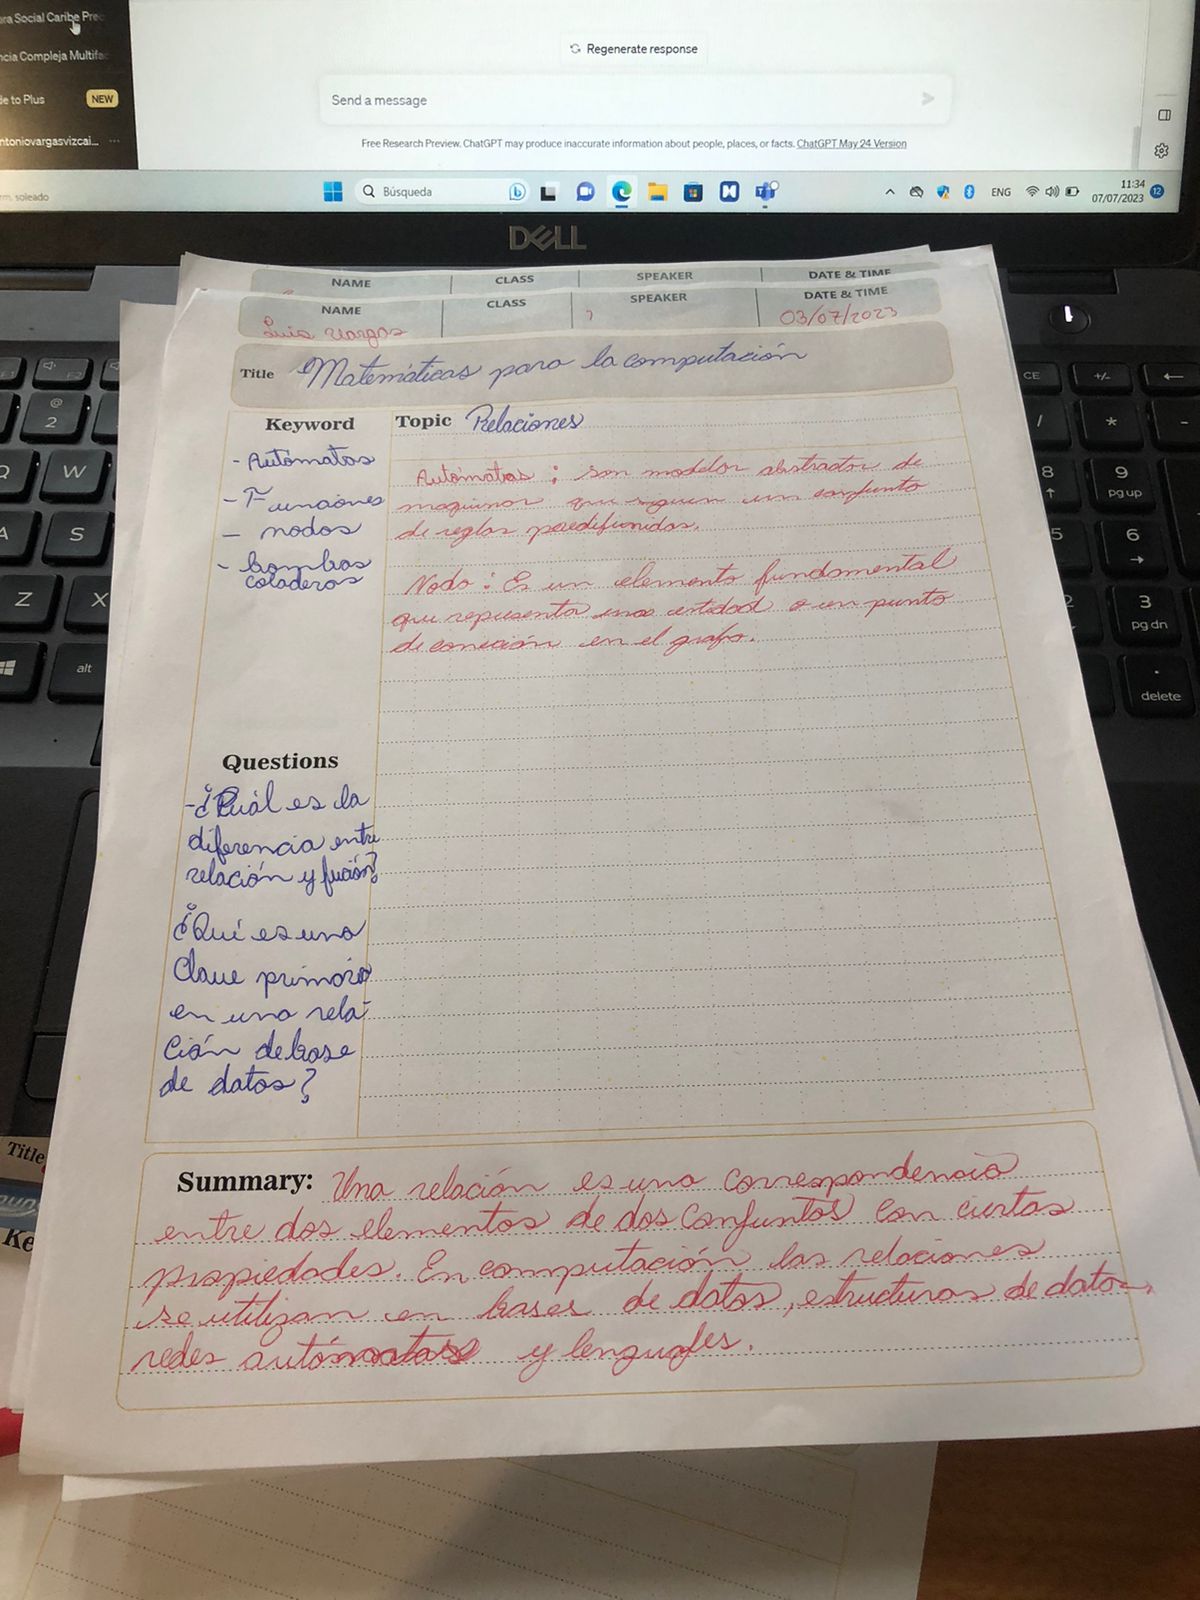 ra Social Caribe Prec
ncia Compleja Multifac
de to Plus NEW
ntoniovargasvizcai... ...
Regenerate response
Send a message
Free Research Preview. ChatGPT may produce inaccurate information about people, places, or facts. ChatGPT May 24 Version
rm. soleado
Búsqueda
ENG
11:34
07/07/2023
12
DELL
NAME CLASS SPEAKER DATE & TIME
NAME CLASS SPEAKER DATE & TIME
Luis Vargas 03/07/2023
Title Matemáticas para la computación
Keyword
- Autómatas
- Funciones
- nodos
- bombas
coladeras
Topic Relaciones
Autómatas : son modelos abstractos de
maquinas que siguen un conjunto
de reglas predefinidas.
Nodo : Es un elemento fundamental
que representa una entidad o un punto
de conexión en el grafo.
Questions
- ¿Cuál es la
diferencia entre
relación y fución?
¿Qué es una
Clave primaria
en una rela-
ción de base
de datos?
Summary: Una relación es una correspondencia
entre dos elementos de dos conjuntos con ciertas
propiedades. En computación las relaciones
se utilizan en bases de datos, estructuras de datos,
redes autómatas y lenguajes.
Title
Ke
F2
@
2
Q
W
A
S
Z
X
alt
CE
+/-
←
/
*
-
8
↑
9
pg up
5
6
→
2
3
pg dn
.
delete